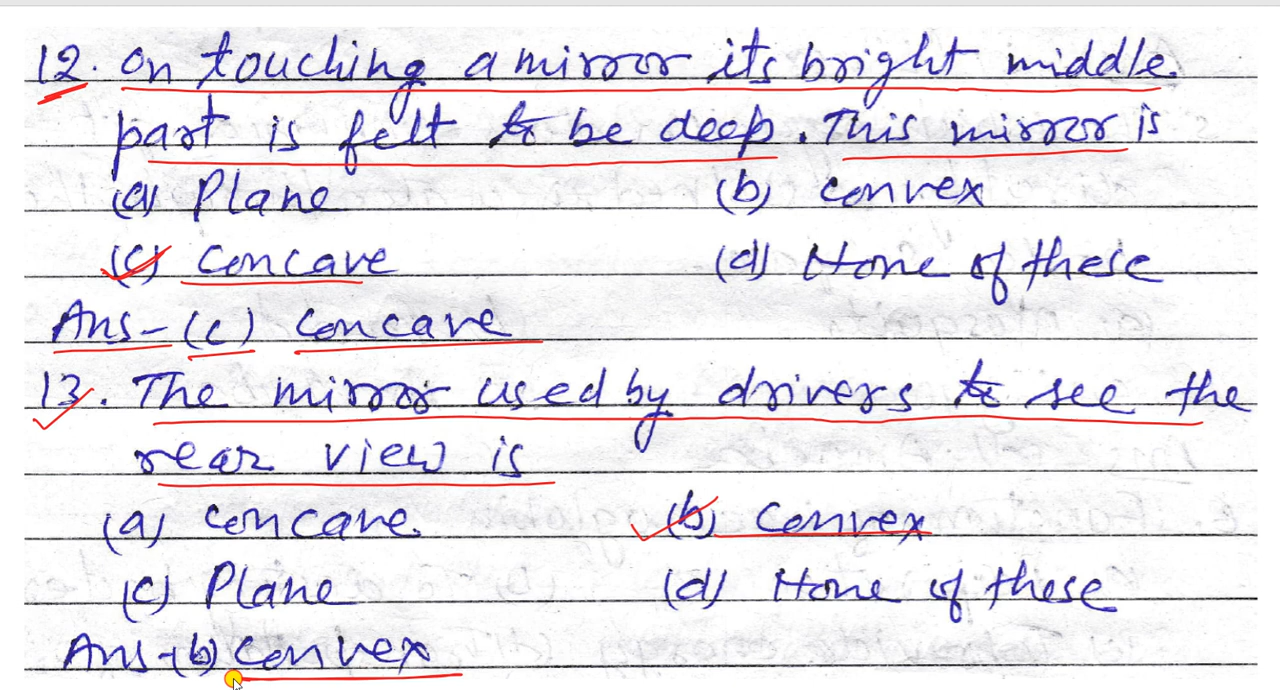 12. On touching a mirror its bright middle
part is felt to be deep. This mirror is
(a) Plane (b) convex
(c) Concave (d) None of these
Ans - (c) Concave
13. The mirror used by drivers to see the
rear view is
(a) Concave. (b) Convex
(c) Plane (d) None of these
Ans - (b) Convex